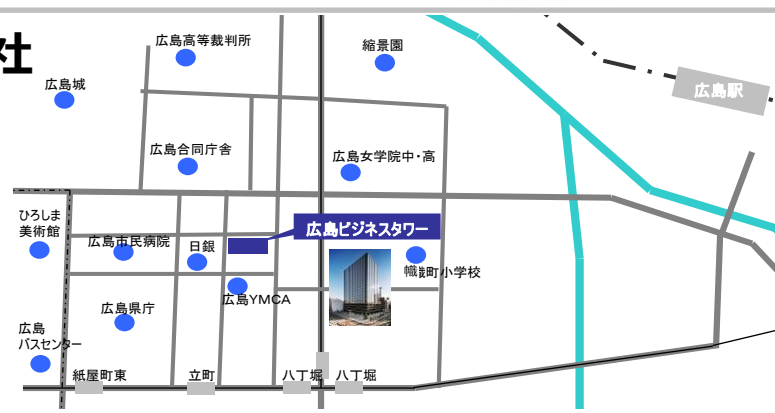 社
広島高等裁判所
縮景園
広島城
広島駅
広島合同庁舎
広島女学院中・高
ひろしま
美術館
広島市民病院
日銀
広島ビジネスタワー
幟町小学校
広島YMCA
広島県庁
広島
バスセンター
紙屋町東
立町
八丁堀
八丁堀